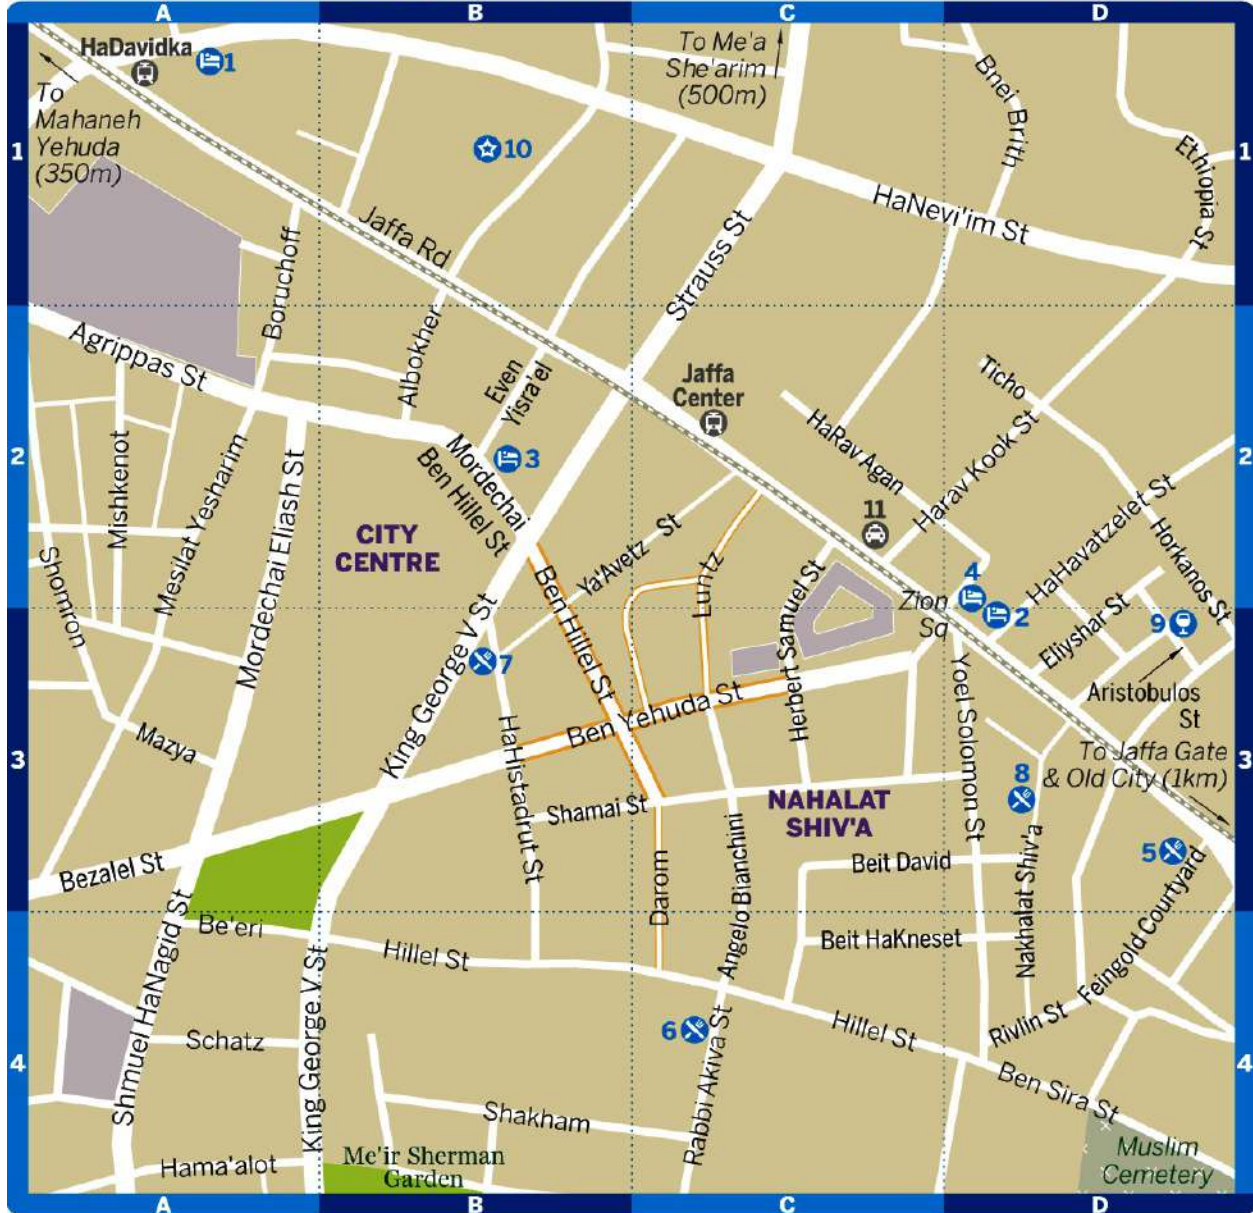 A
B
C
D
HaDavidka
1
To
Mahaneh
Yehuda
(350m)
To Me'a
She'arim
(500m)
Bnei Brith
Ethiopia St
1
1
10
HaNevi'im St
Jaffa Rd
Strauss St
Boruchoff
Agrippas St
Albokher
Even
Yisra'el
Jaffa
Center
Ticho
HaRav Agan
Harav Kook St
2
2
Mishkenot
Mesilat Yesharim
Mordechai Eliash St
Mordechai
Ben Hillel St
3
CITY
CENTRE
11
HaHavatzelet St
Horkanos St
Shomron
Ya'Avetz St
Luntz
Ben Hillel St
Herbert Samuel St
Zion
Sq
4
2
Eliyshar St
9
Aristobulos
St
King George V St
7
Ben Yehuda St
Yoel Solomon St
Mazya
HaHistadrut St
3
3
To Jaffa Gate
& Old City (1km)
8
Shamai St
NAHALAT
SHIV'A
Angelo Bianchini
Nakhalat Shiv'a
Bezalel St
Darom
Beit David
5
Feingold Courtyard
Be'eri
Hillel St
Beit HaKneset
Shmuel HaNagid St
King George V St
6
Rabbi Akiva St
Hillel St
Rivlin St
Schatz
4
4
Ben Sira St
Shakham
Hama'alot
Me'ir Sherman
Garden
Muslim
Cemetery
A
B
C
D